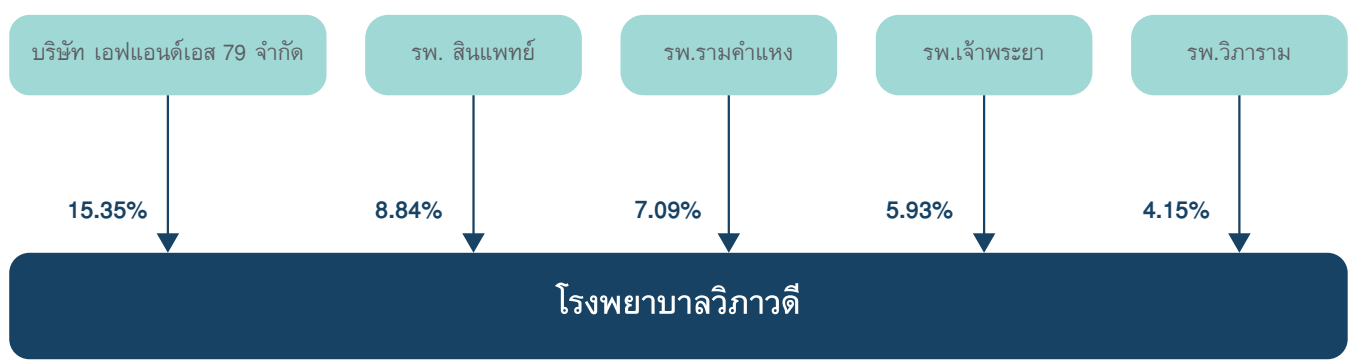 บริษัท เอฟแอนด์เอส 79 จำกัด
รพ. สินแพทย์
รพ.รามคำแหง
รพ.เจ้าพระยา
รพ.วิภาราม
15.35%
8.84%
7.09%
5.93%
4.15%
โรงพยาบาลวิภาวดี